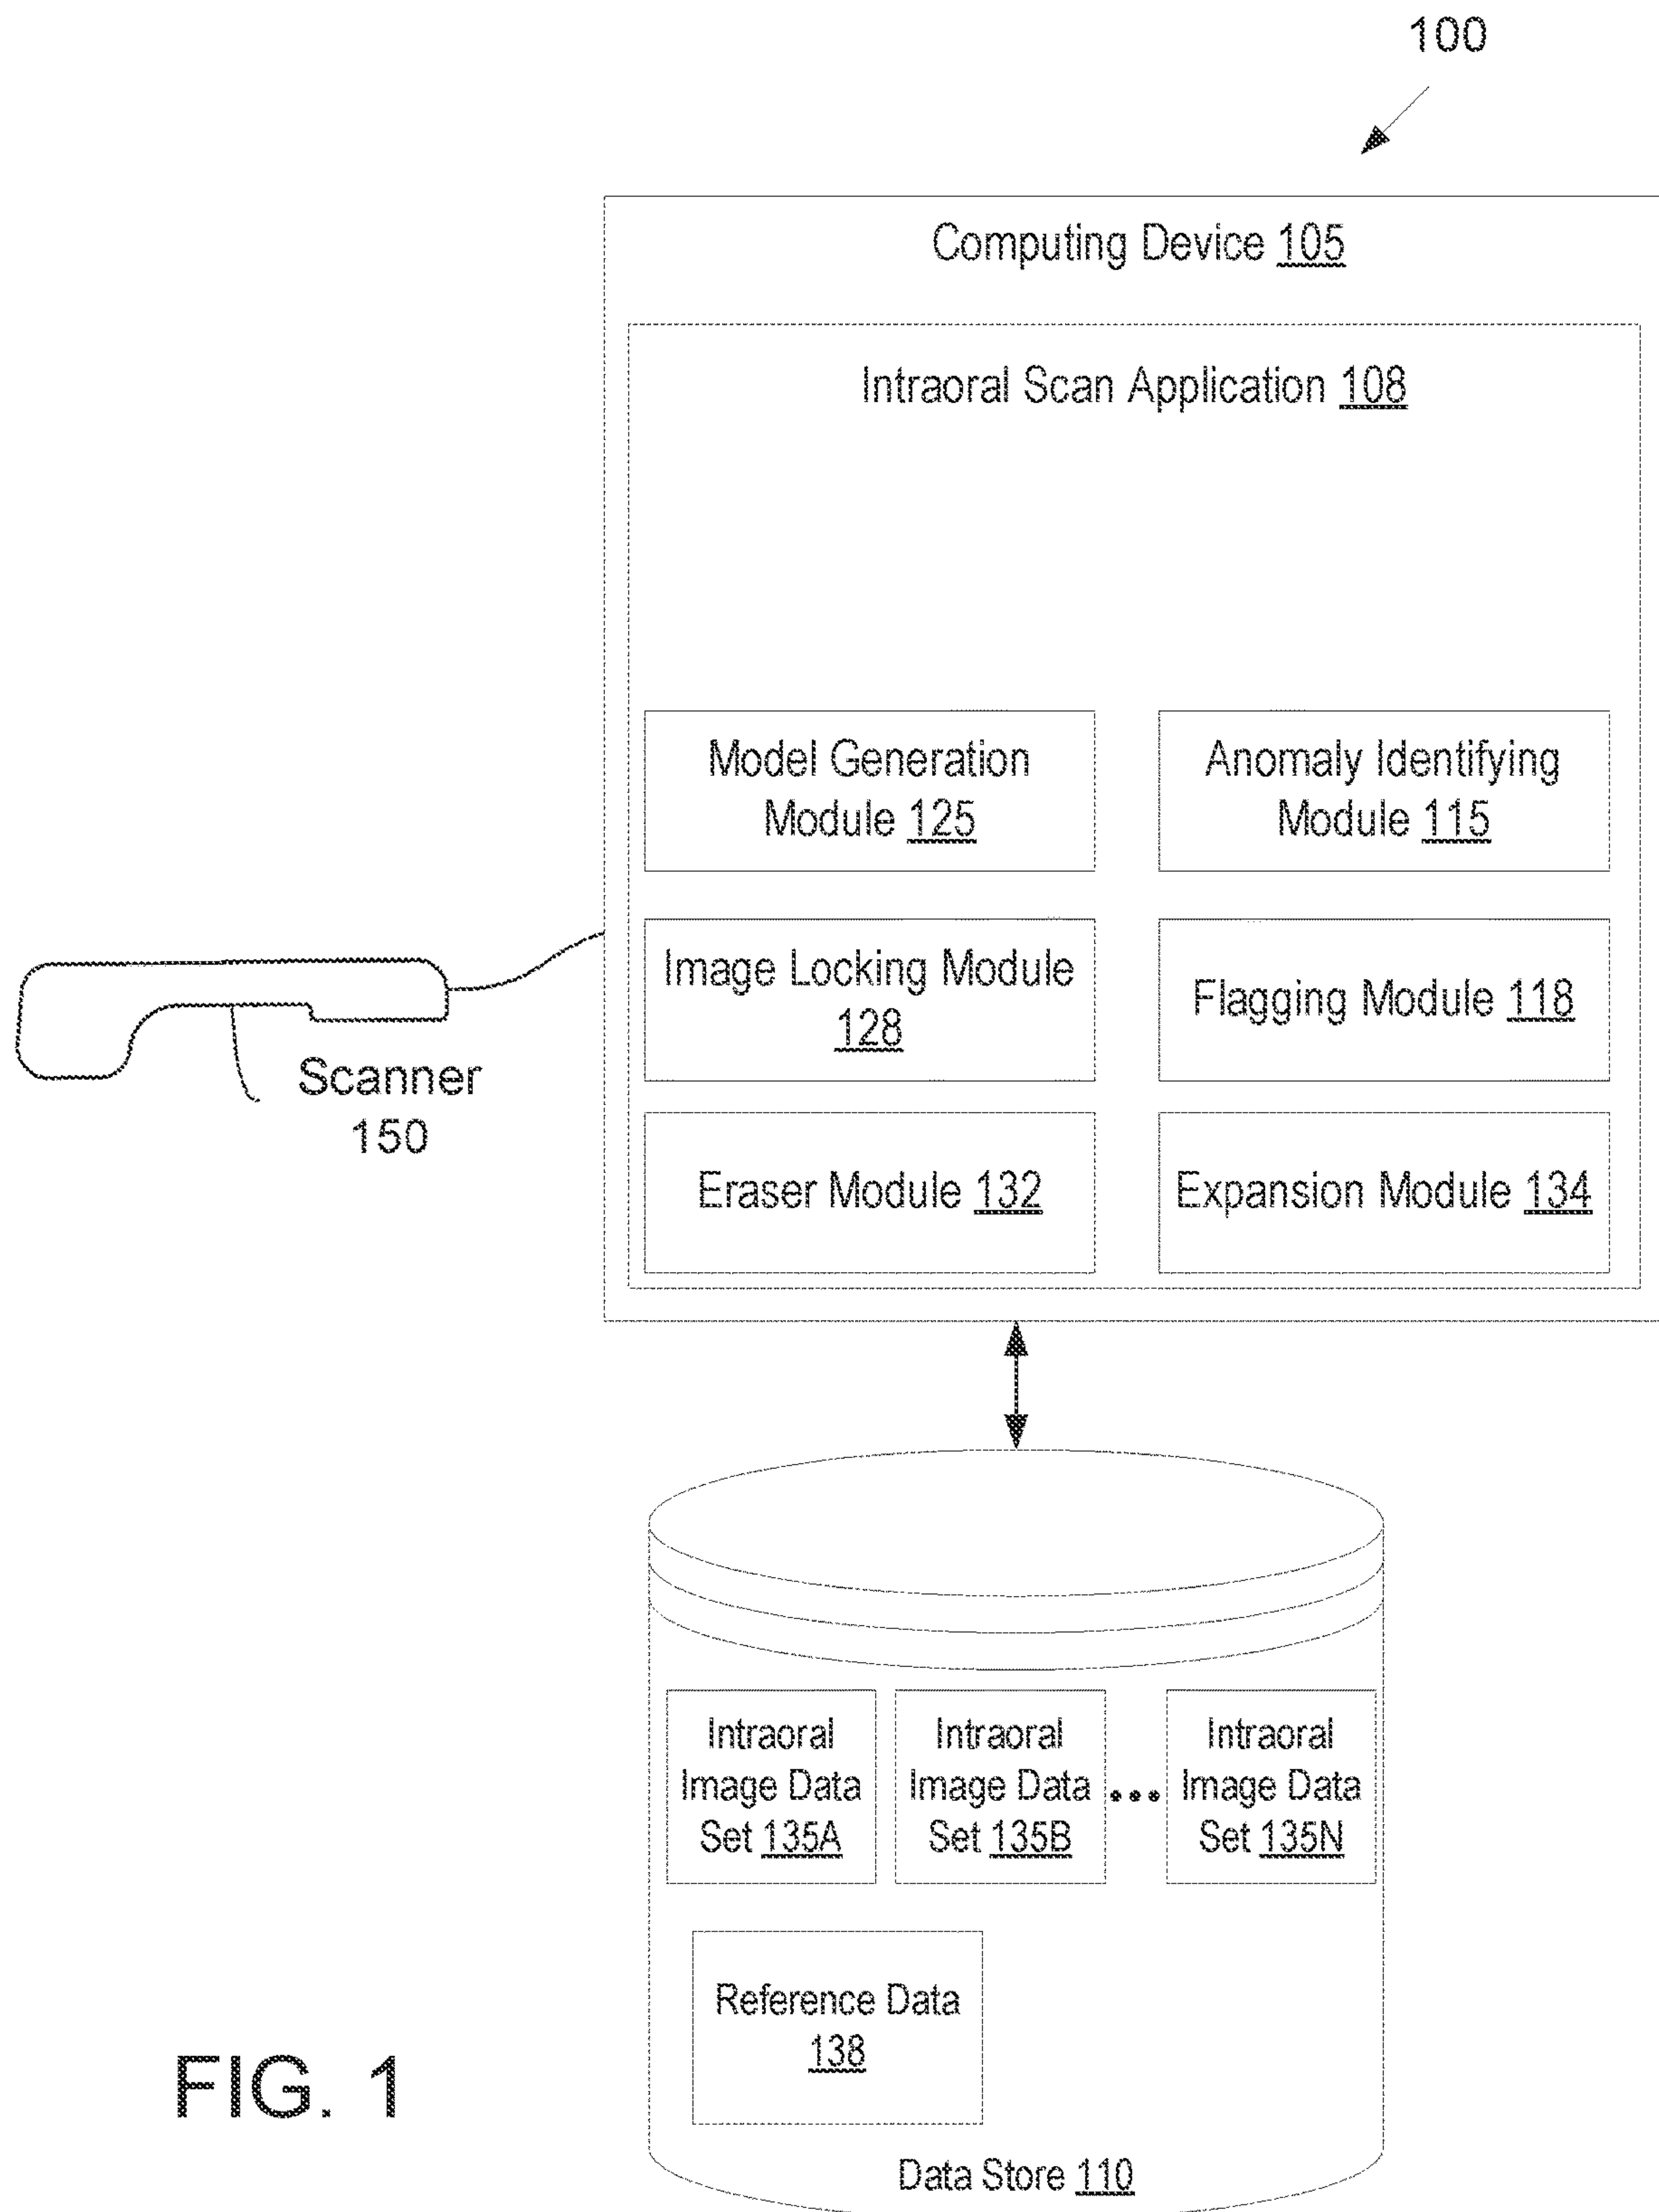 100
Computing Device 105
Intraoral Scan Application 108
Model Generation
Module 125
Anomaly Identifying
Module 115
Image Locking Module
128
Flagging Module 118
Scanner
150
Eraser Module 132
Expansion Module 134
Intraoral
Image Data
Set 135A
Intraoral
Image Data
Set 135B
...
Intraoral
Image Data
Set 135N
Reference Data
138
Data Store 110
FIG. 1